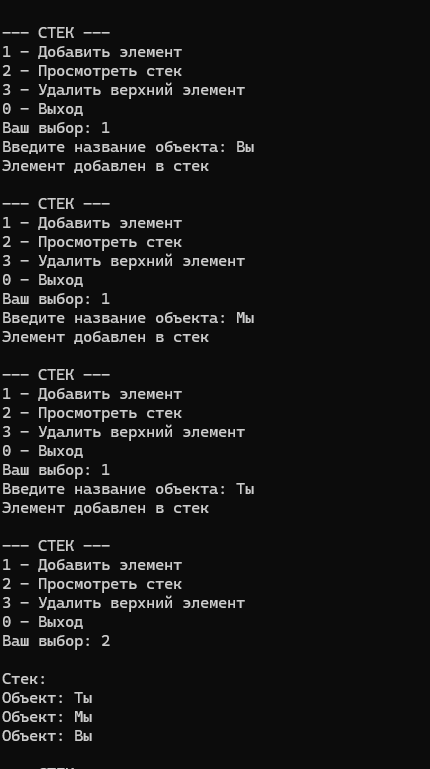 --- СТЕК ---
1 - Добавить элемент
2 - Просмотреть стек
3 - Удалить верхний элемент
0 - Выход
Ваш выбор: 1
Введите название объекта: Вы
Элемент добавлен в стек
--- СТЕК ---
1 - Добавить элемент
2 - Просмотреть стек
3 - Удалить верхний элемент
0 - Выход
Ваш выбор: 1
Введите название объекта: Мы
Элемент добавлен в стек
--- СТЕК ---
1 - Добавить элемент
2 - Просмотреть стек
3 - Удалить верхний элемент
0 - Выход
Ваш выбор: 1
Введите название объекта: Ты
Элемент добавлен в стек
--- СТЕК ---
1 - Добавить элемент
2 - Просмотреть стек
3 - Удалить верхний элемент
0 - Выход
Ваш выбор: 2
Стек:
Объект: Ты
Объект: Мы
Объект: Вы